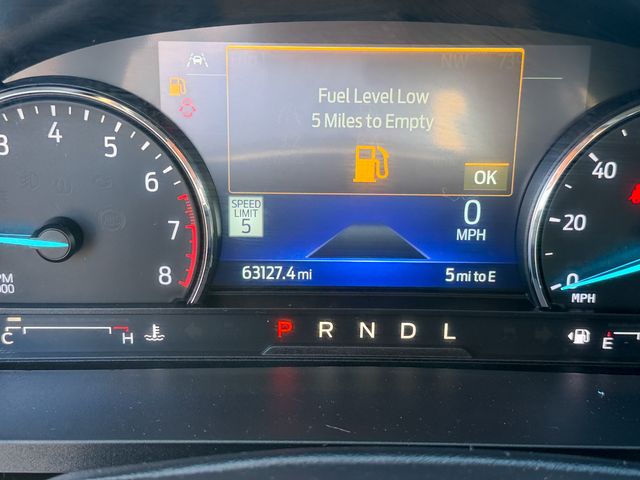 NW
Fuel Level Low
5 Miles to Empty
OK
SPEED
LIMIT
5
0
MPH
63127.4 mi
5 mi to E
4
5
6
7
8
40
20
0
MPH
C
H
P R N D L
E